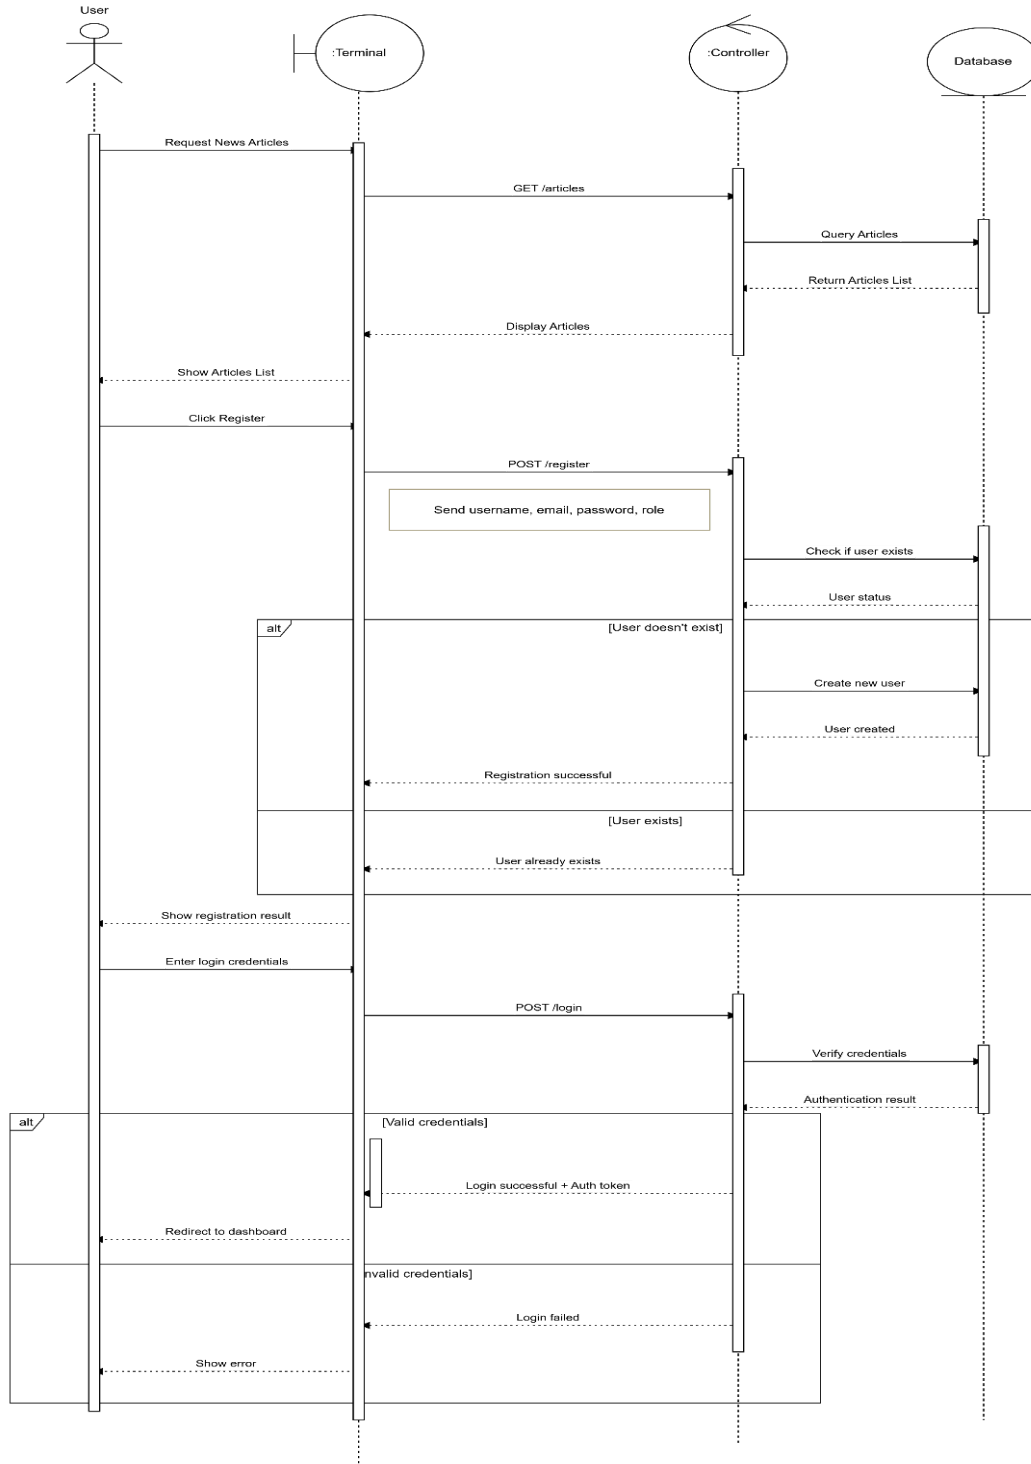 User
:Terminal
:Controller
Database
Request News Articles
GET /articles
Query Articles
Return Articles List
Display Articles
Show Articles List
Click Register
POST /register
Send username, email, password, role
Check if user exists
User status
alt
[User doesn't exist]
Create new user
User created
Registration successful
[User exists]
User already exists
Show registration result
Enter login credentials
POST /login
Verify credentials
Authentication result
alt
[Valid credentials]
Login successful + Auth token
Redirect to dashboard
nvalid credentials]
Login failed
Show error